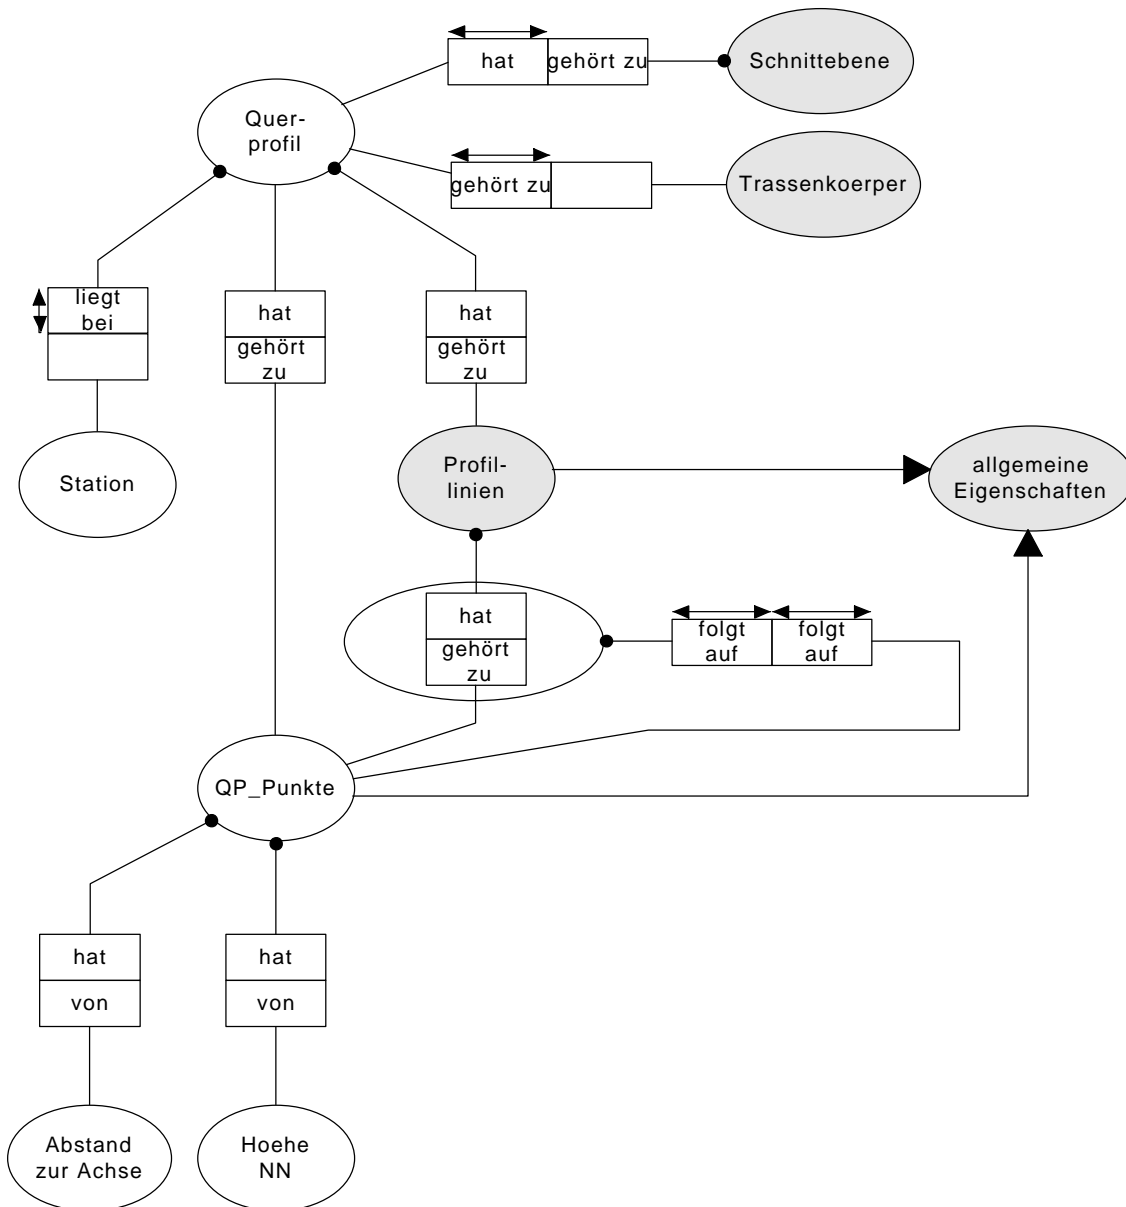 hat
gehört zu
Schnittebene
Quer-
profil
gehört zu
Trassenkoerper
liegt
bei
hat
gehört
zu
hat
gehört
zu
Station
Profil-
linien
allgemeine
Eigenschaften
hat
gehört
zu
folgt
auf
folgt
auf
QP_Punkte
hat
von
hat
von
Abstand
zur Achse
Hoehe
NN